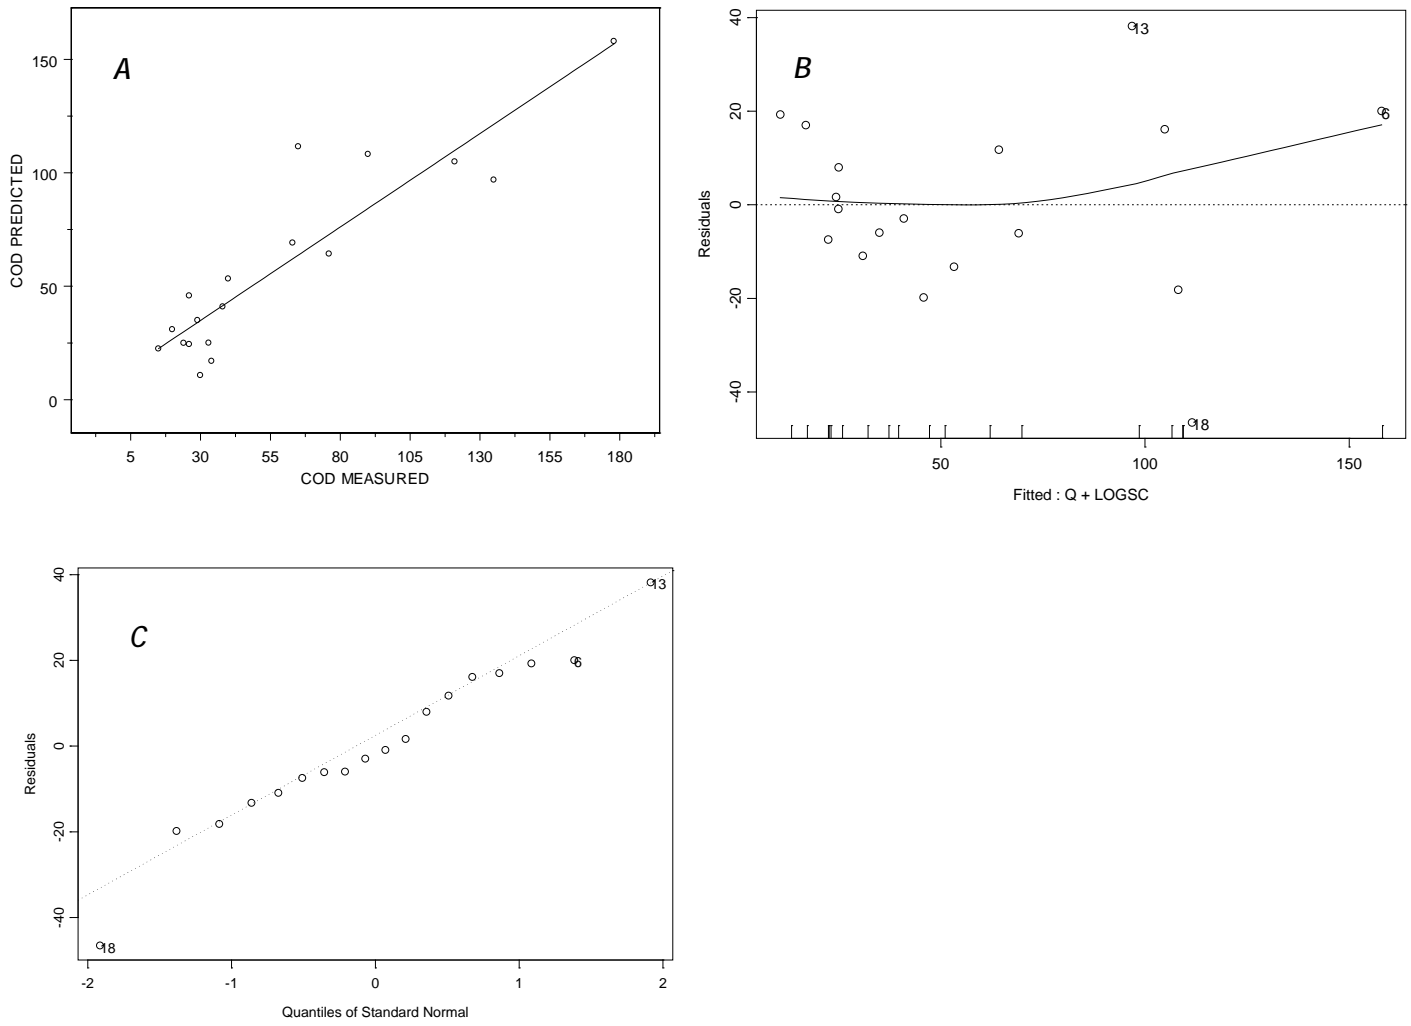 A
150
100
50
0
COD PREDICTED
5 30 55 80 105 130 155 180
COD MEASURED
B
40
20
0
-20
-40
Residuals
13
6
18
50 100 150
Fitted : Q + LOGSC
C
40
20
0
-20
-40
Residuals
13
6
18
-2 -1 0 1 2
Quantiles of Standard Normal